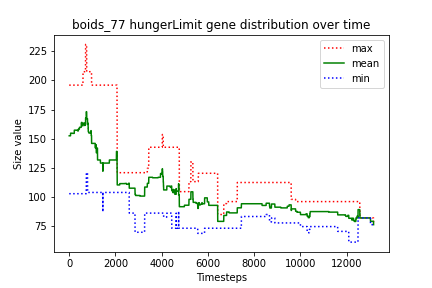 boids_77 hungerLimit gene distribution over time
max
mean
min
Size value
225
200
175
150
125
100
75
0
2000
4000
6000
8000
10000
12000
Timesteps